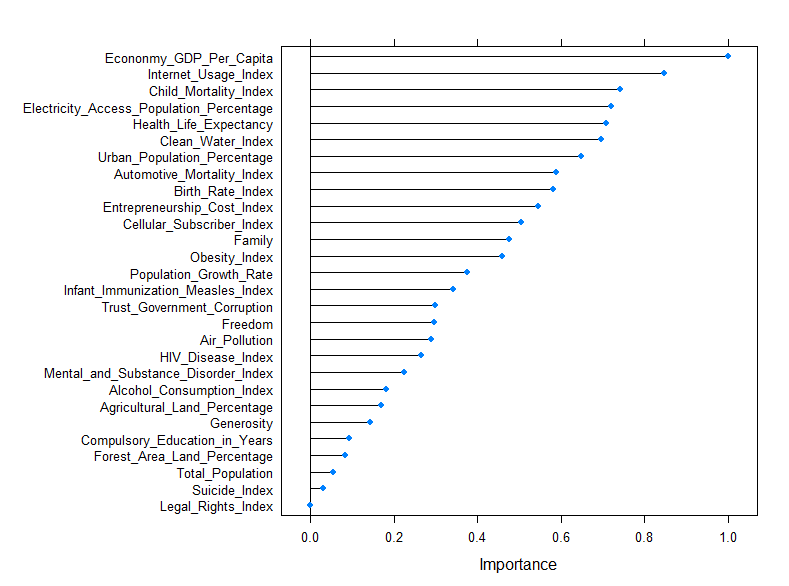 Econonmy_GDP_Per_Capita
Internet_Usage_Index
Child_Mortality_Index
Electricity_Access_Population_Percentage
Health_Life_Expectancy
Clean_Water_Index
Urban_Population_Percentage
Automotive_Mortality_Index
Birth_Rate_Index
Entrepreneurship_Cost_Index
Cellular_Subscriber_Index
Family
Obesity_Index
Population_Growth_Rate
Infant_Immunization_Measles_Index
Trust_Government_Corruption
Freedom
Air_Pollution
HIV_Disease_Index
Mental_and_Substance_Disorder_Index
Alcohol_Consumption_Index
Agricultural_Land_Percentage
Generosity
Compulsory_Education_in_Years
Forest_Area_Land_Percentage
Total_Population
Suicide_Index
Legal_Rights_Index
0.0 0.2 0.4 0.6 0.8 1.0
Importance